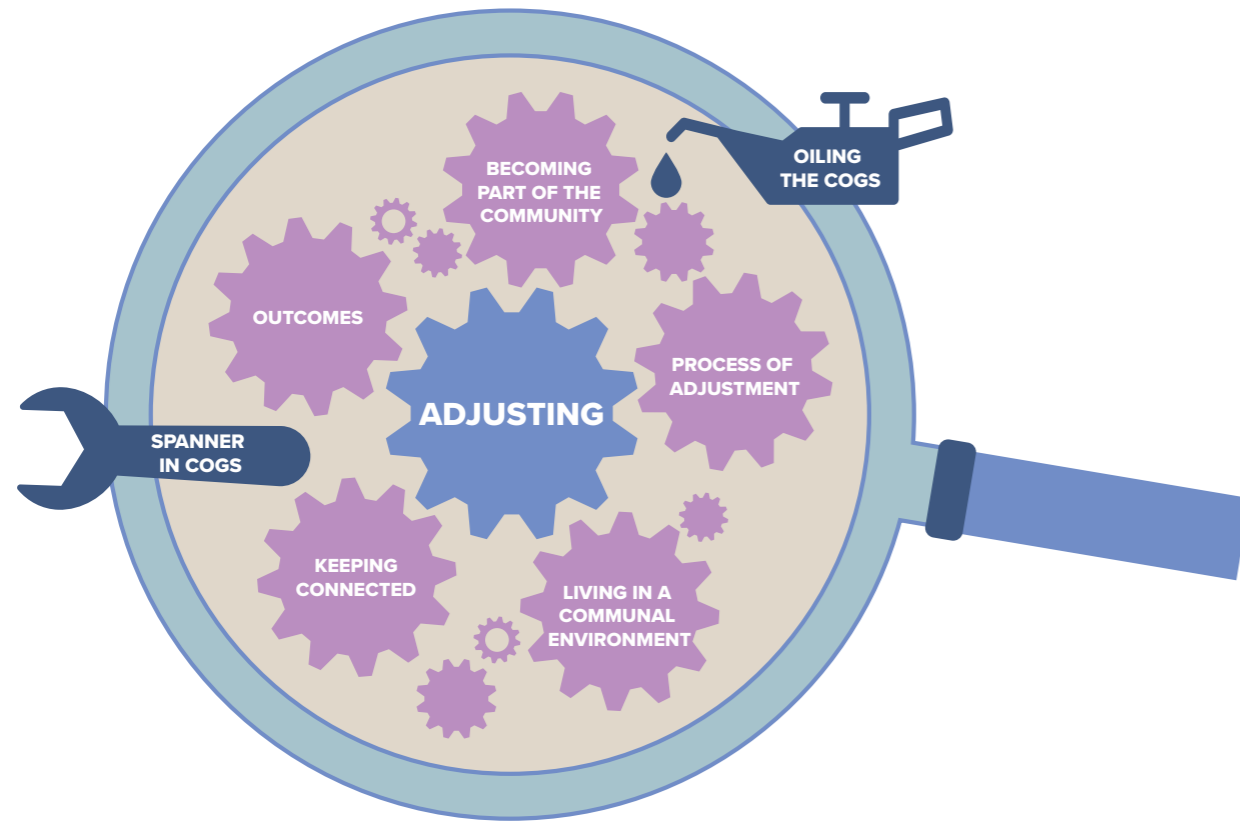 BECOMING
PART OF THE
COMMUNITY
OILING
THE COGS
OUTCOMES
PROCESS OF
ADJUSTMENT
ADJUSTING
SPANNER
IN COGS
KEEPING
CONNECTED
LIVING IN A
COMMUNAL
ENVIRONMENT